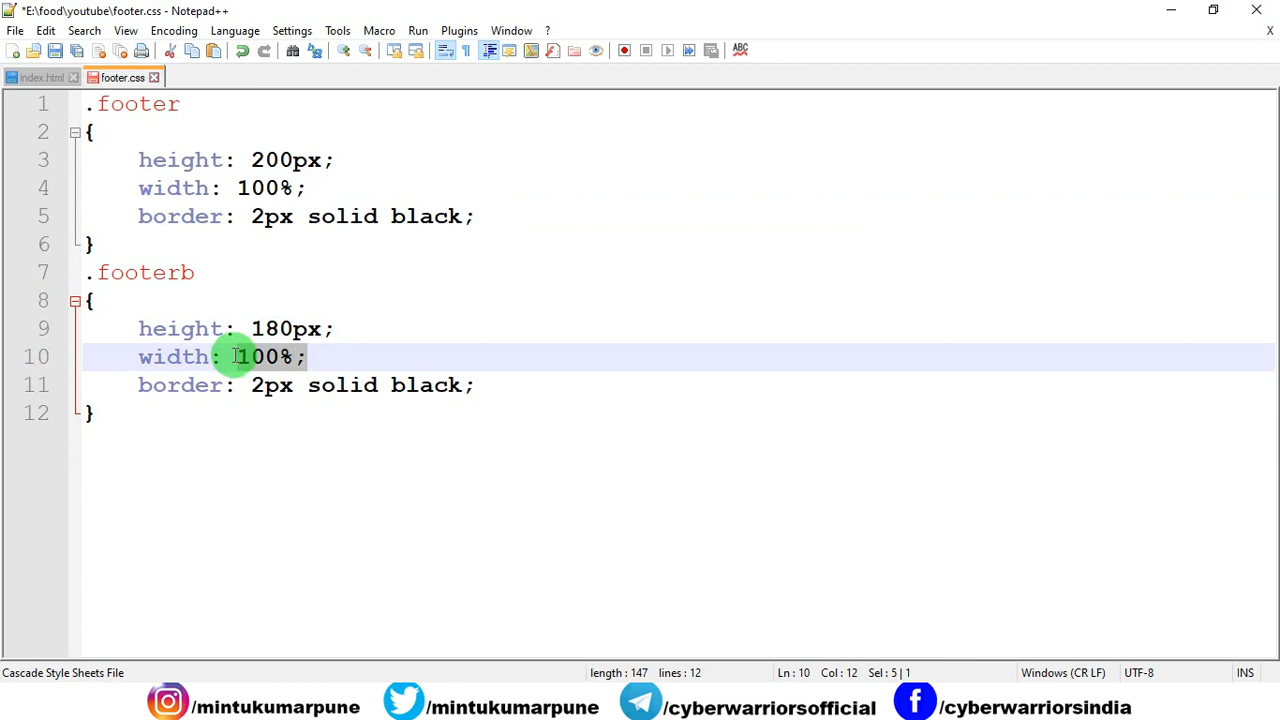 *E:\food\youtube\footer.css - Notepad++
File Edit Search View Encoding Language Settings Tools Macro Run Plugins Window ? X
ABC
index.html footer.css
1 .footer
2 {
3 height: 200px;
4 width: 100%;
5 border: 2px solid black;
6 }
7 .footerb
8 {
9 height: 180px;
10 width: 100%;
11 border: 2px solid black;
12 }
Cascade Style Sheets File length : 147 lines : 12 Ln : 10 Col : 12 Sel : 5 | 1 Windows (CR LF) UTF-8 INS
/mintukumarpune /mintukumarpune /cyberwarriorsofficial f /cyberwarriorsindia